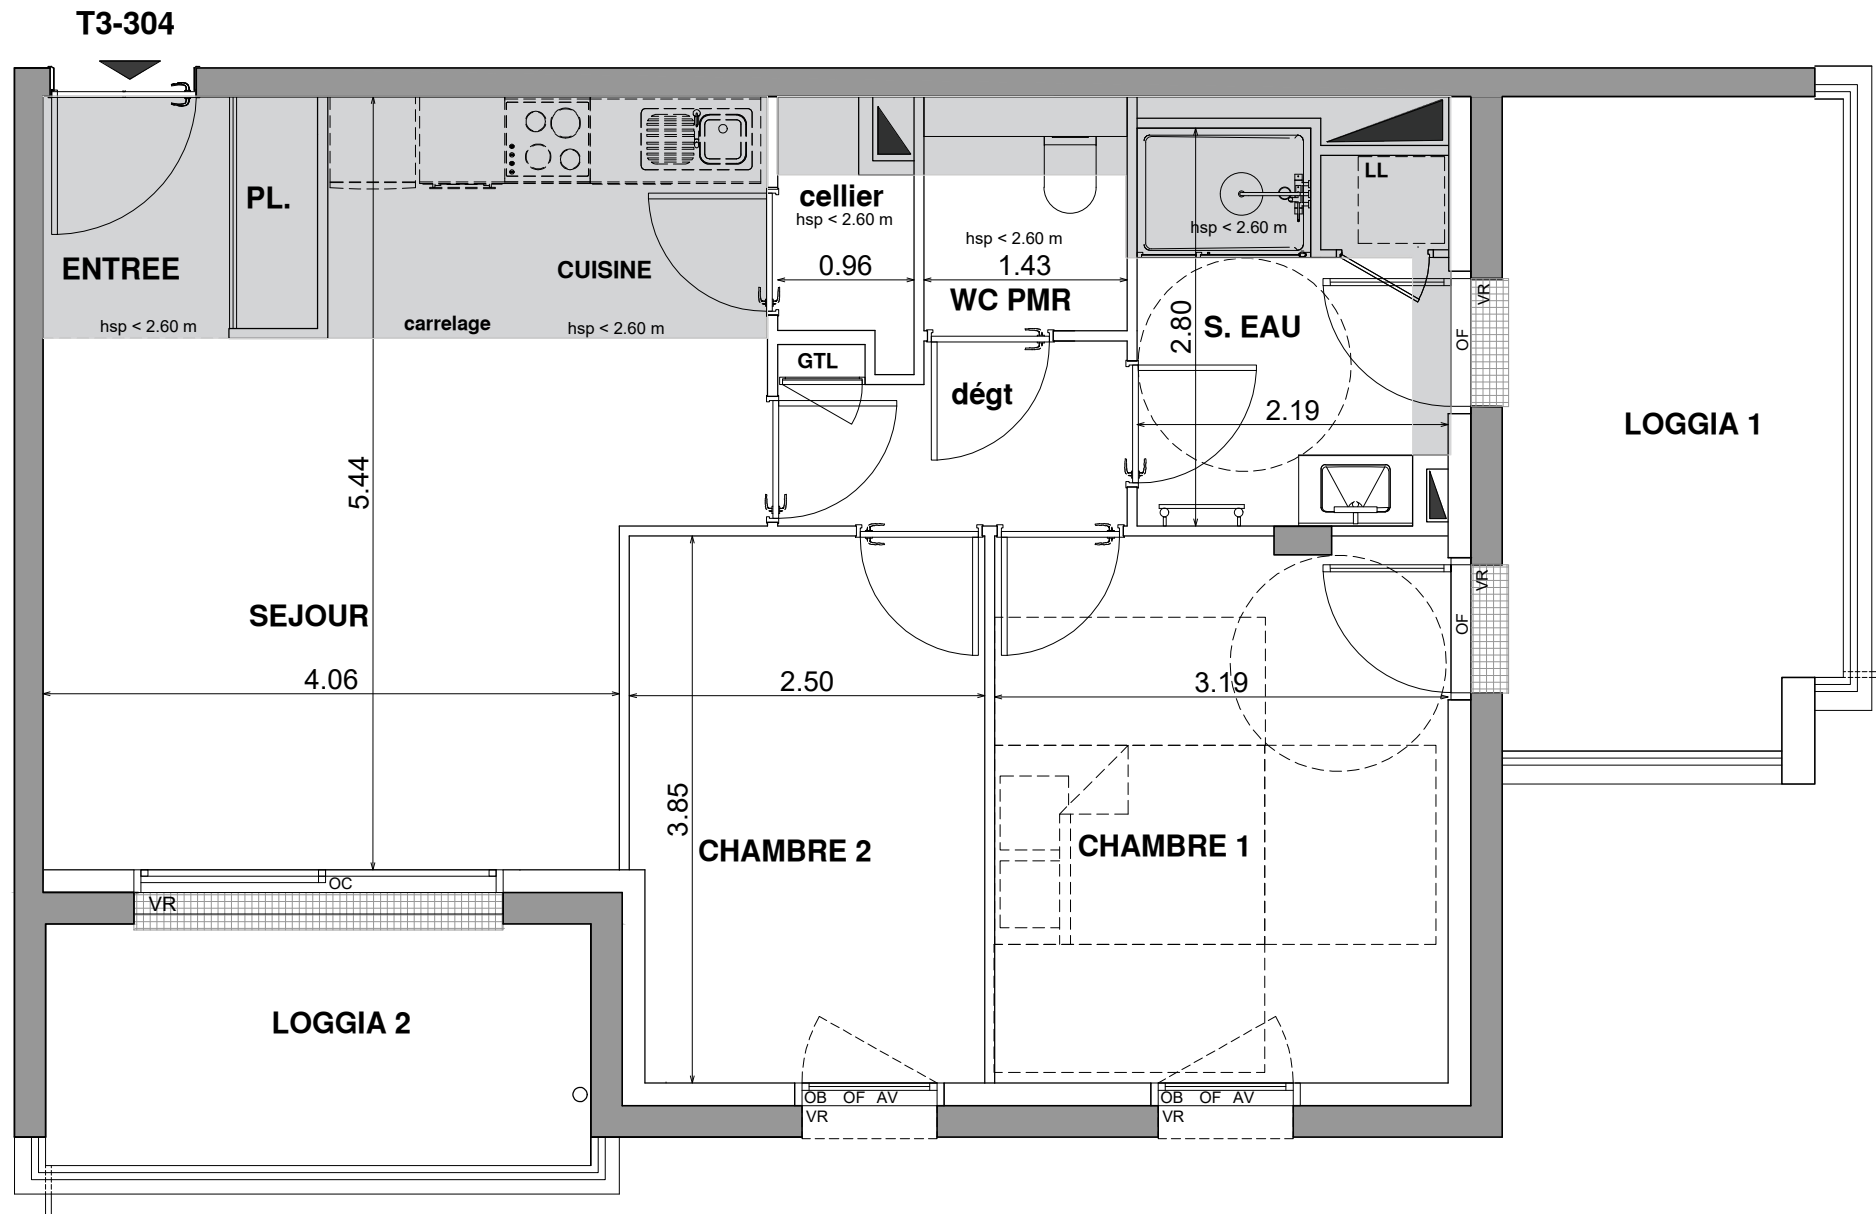 T3-304
PL.
ENTREE
hsp < 2.60 m
CUISINE
carrelage
hsp < 2.60 m
cellier
hsp < 2.60 m
0.96
hsp < 2.60 m
1.43
WC PMR
LL
hsp < 2.60 m
2.80
S. EAU
2.19
VR
OF
LOGGIA 1
GTL
dégt
5.44
SEJOUR
4.06
2.50
3.19
VR
OF
3.85
CHAMBRE 2
CHAMBRE 1
OC
VR
LOGGIA 2
OB OF AV
VR
OB OF AV
VR